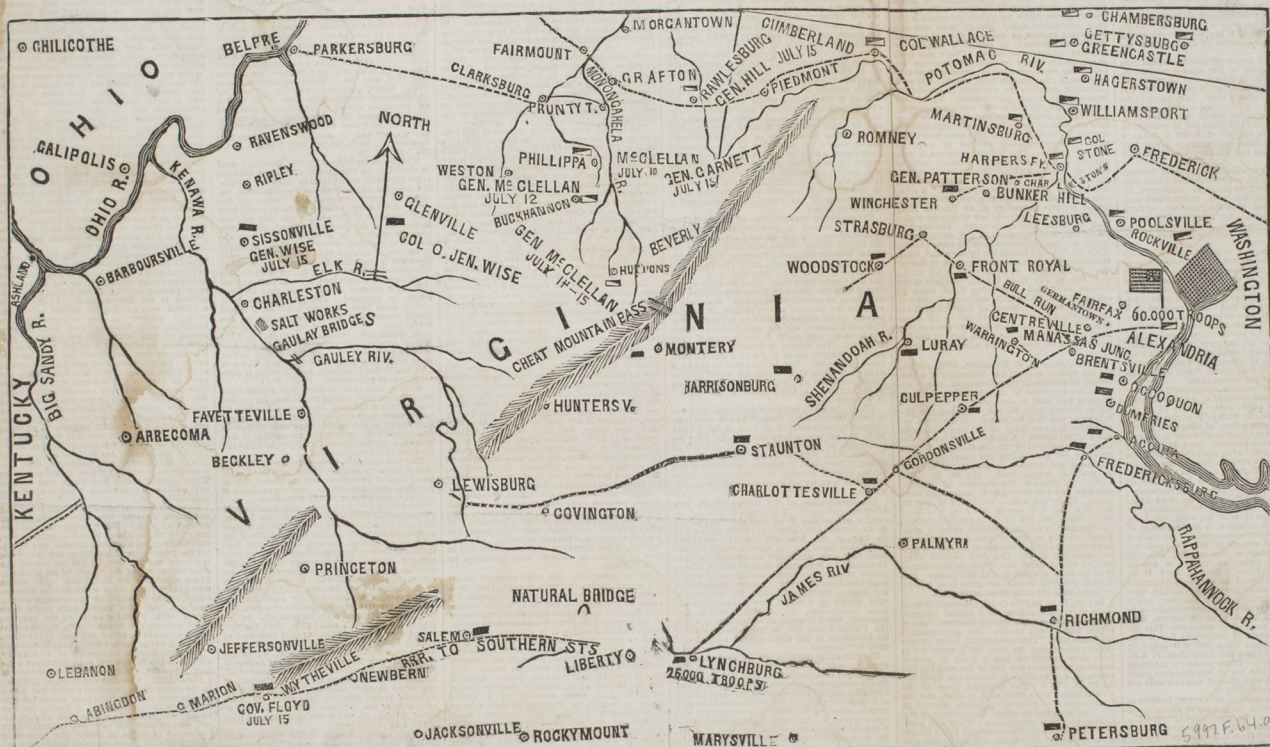 CHILICOTHE
BELPRE
PARKERSBURG
MORGANTOWN
CUMBERLAND
COL WALLACE
CHAMBERSBURG
GETTYSBUBG
GREENCASTLE
FAIRMOUNT
CLARKSBURG
MONONGAHELA R.
GRAFTON
RAWLESBURG
GEN. HILL JULY 15
PIEDMONT
POTOMAC RIV.
HAGERSTOWN
OHIO
PRUNTY T.
WILLIAMSPORT
MARTINSBURG
NORTH
RAVENSWOOD
ROMNEY
COL STONE
GALIPOLIS
KENAWA R.
PHILLIPPA
McCLELLAN
JULY. 10
GEN. GARNETT
JULY 15
HARPERS FY.
FREDERICK
RIPLEY
WESTON
GEN. McCLELLAN
JULY 12
GEN. PATTERSON
CHAR
BUNKER HILL
OHIO R.
GLENVILLE
BUCKHANNON
WINCHESTER
LEESBURG
POOLSVILLE
ROCKVILLE
WASHINGTON
SISSONVILLE
GEN. WISE
JULY 15
COL O. JEN. WISE
GEN McCLELLAN
JULY 14-15
BEVERLY
STRASBURG
BARBOURSVILLE
ELK R.
HUTTONS
WOODSTOCK
FRONT ROYAL
ASHLAND
CHARLESTON
BULL RUN
GERMANTOWN
FAIRFAX
60.000 TROOPS
SALT WORKS
GAULAY BRIDGES
CHEAT MOUNTAIN PASS
VIRGINIA
CENTREVILLE
ALEXANDRIA
BIG SANDY R.
GAULEY RIV.
MONTERY
SHENANDOAH R.
LURAY
WARRINGTON
MANASSAS JUNC.
BRENTSVILLE
HARRISONBURG
OCCOQUON
KENTUCKY
FAYETTEVILLE
HUNTERSV.
CULPEPPER
DUMFRIES
ARRECOMA
BECKLEY
STAUNTON
GORDONSVILLE
LEWISBURG
CHARLOTTESVILLE
FREDERICKSBURG
COVINGTON
PALMYRA
RAPPAHANNOCK R.
PRINCETON
JAMES RIV
NATURAL BRIDGE
RICHMOND
JEFFERSONVILLE
SALEM
RR. TO SOUTHERN STS
LIBERTY
LYNCHBURG
25000 TROOPS
LEBANON
WYTHEVILLE
NEWBERN
ABINGDON
MARION
GOV. FLOYD
JULY 15
JACKSONVILLE
ROCKYMOUNT
MARYSVILLE
PETERSBURG